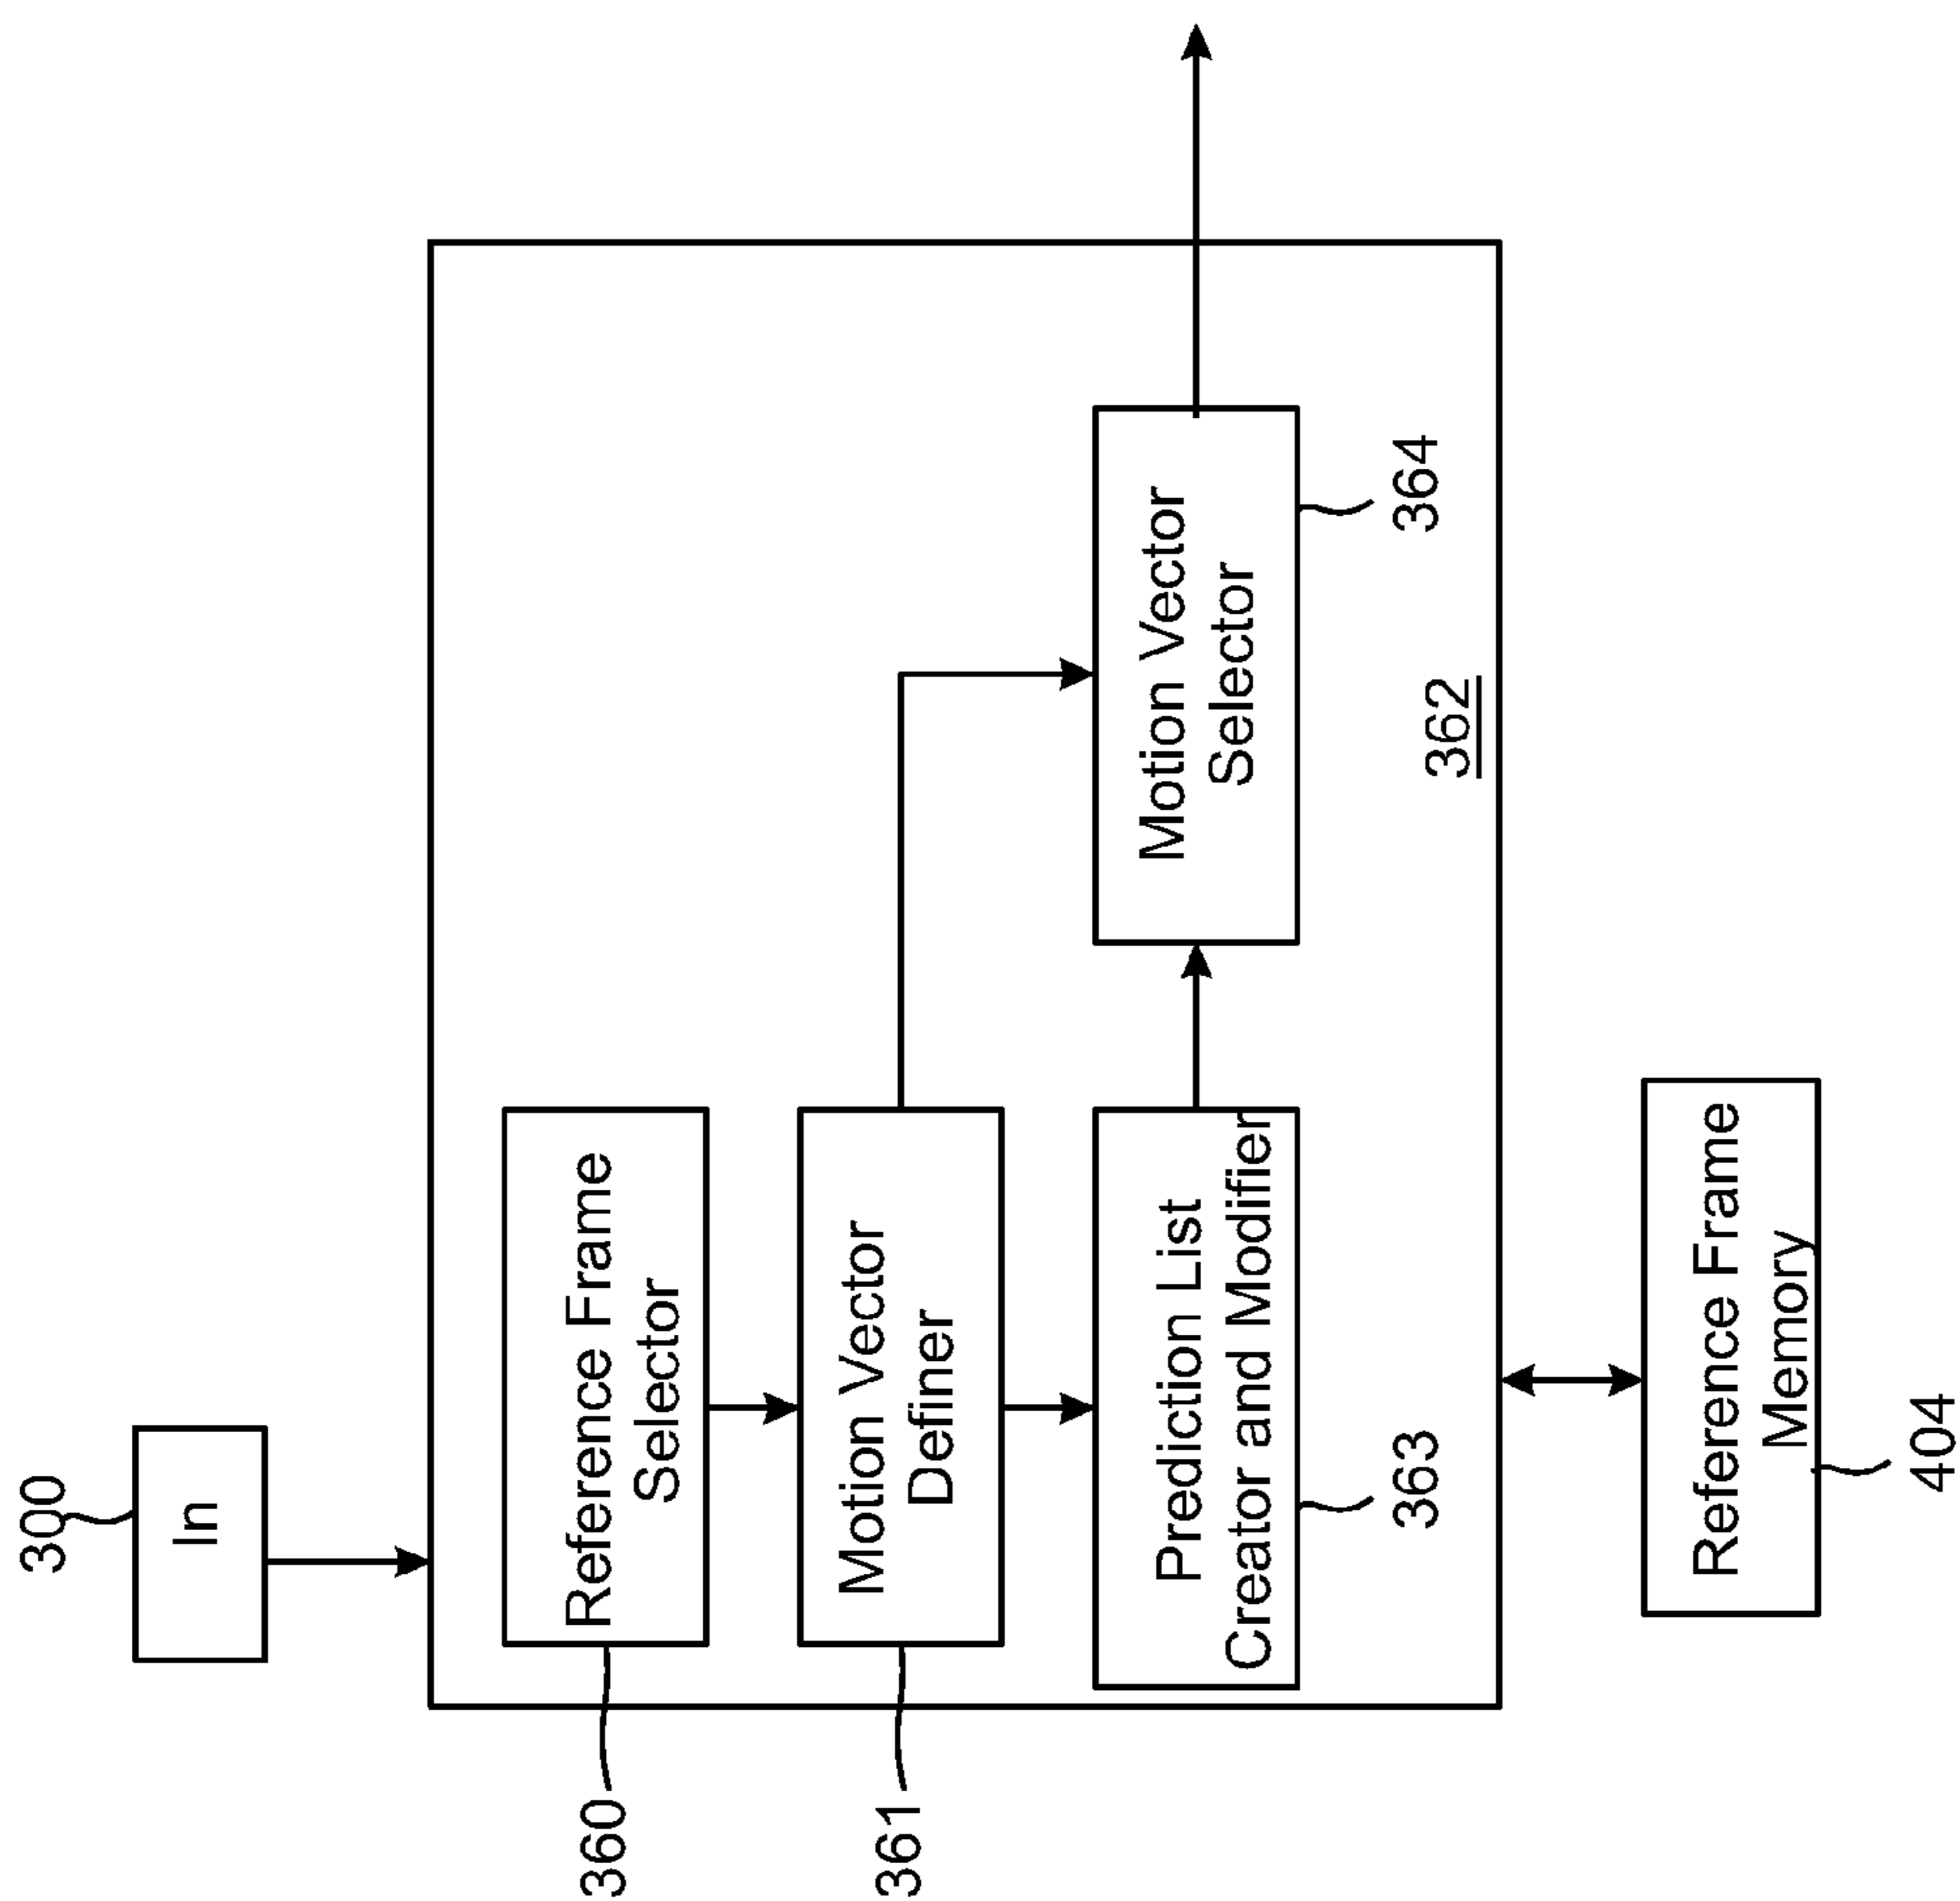 300
In
360
Reference Frame
Selector
361
Motion Vector
Definer
Prediction List
Creator and Modifier
363
Motion Vector
Selector
364
362
Reference Frame
Memory
404